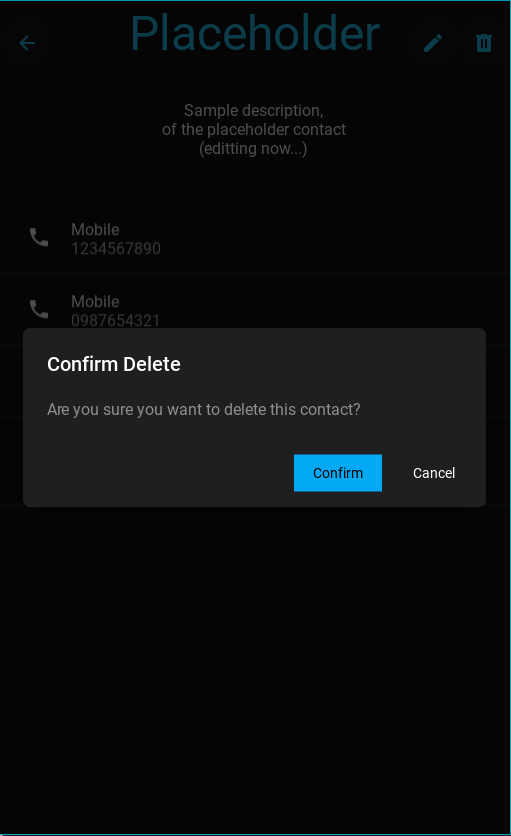 Placeholder
Sample description,
of the placeholder contact
(editting now...)
Mobile
1234567890
Mobile
0987654321
Confirm Delete
Are you sure you want to delete this contact?
Confirm
Cancel